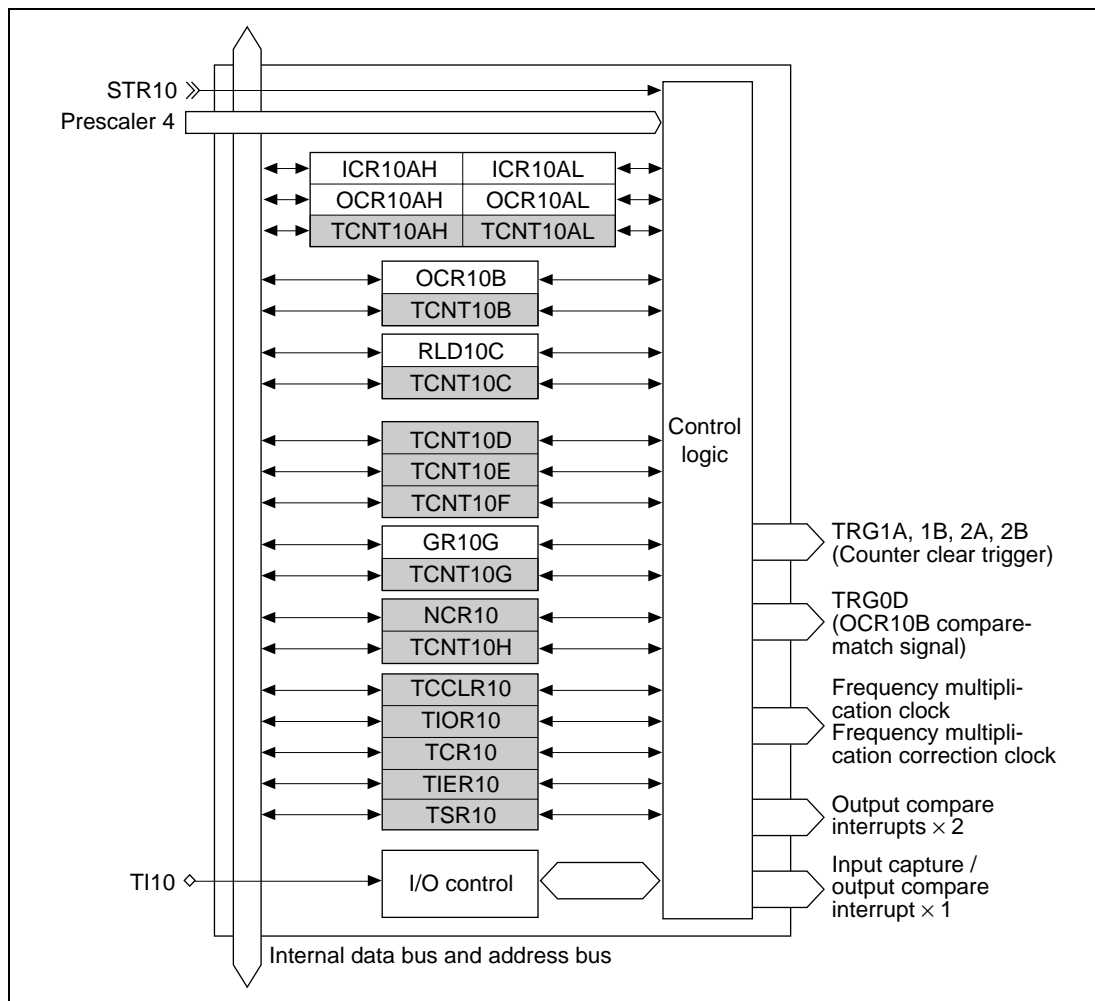 STR10
Prescaler 4
ICR10AH ICR10AL
OCR10AH OCR10AL
TCNT10AH TCNT10AL
OCR10B
TCNT10B
RLD10C
TCNT10C
TCNT10D
TCNT10E
TCNT10F
GR10G
TCNT10G
NCR10
TCNT10H
TCCLR10
TIOR10
TCR10
TIER10
TSR10
TI10
I/O control
Control
logic
TRG1A, 1B, 2A, 2B
(Counter clear trigger)
TRG0D
(OCR10B compare-
match signal)
Frequency multipli-
cation clock
Frequency multipli-
cation correction clock
Output compare
interrupts × 2
Input capture /
output compare
interrupt × 1
Internal data bus and address bus